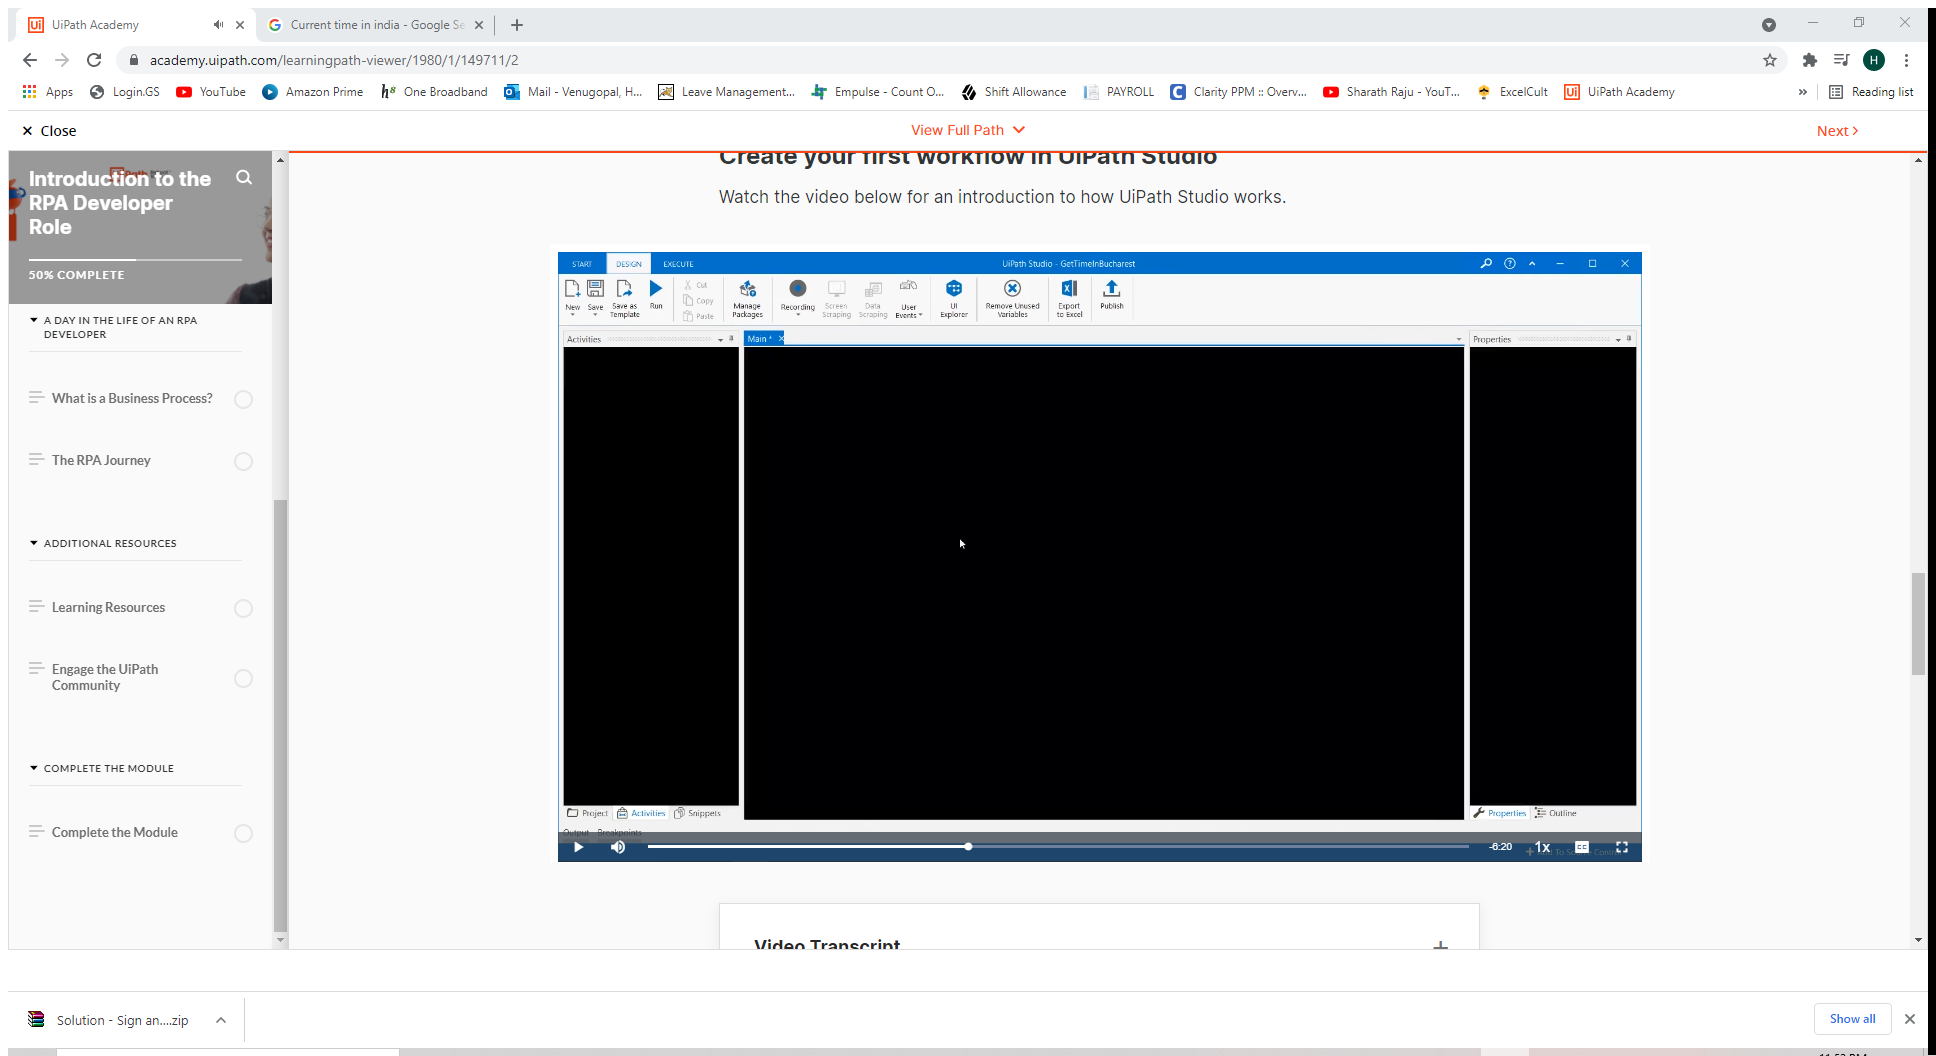 UiPath Academy
Current time in india - Google Se
academy.uipath.com/learningpath-viewer/1980/1/149711/2
H
Apps
Login.GS
YouTube
Amazon Prime
One Broadband
Mail - Venugopal, H...
Leave Management...
Empulse - Count O...
Shift Allowance
PAYROLL
Clarity PPM :: Overv...
Sharath Raju - YouT...
ExcelCult
UiPath Academy
»
Reading list
× Close
View Full Path
Next
Introduction to the
RPA Developer
Role
50% COMPLETE
A DAY IN THE LIFE OF AN RPA
DEVELOPER
What is a Business Process?
The RPA Journey
ADDITIONAL RESOURCES
Learning Resources
Engage the UiPath
Community
COMPLETE THE MODULE
Complete the Module
Create your first workflow in UiPath Studio
Watch the video below for an introduction to how UiPath Studio works.
START
DESIGN
EXECUTE
UiPath Studio - GetTimeInBucharest
New
Save
Save as
Template
Run
Cut
Copy
Paste
Manage
Packages
Recording
Screen
Scraping
Data
Scraping
User
Events
UI
Explorer
Remove Unused
Variables
Export
to Excel
Publish
Activities
Main *
Properties
Project
Activities
Snippets
Properties
Outline
Output
Breakpoints
-6:20
1x
CC
Add To Source Control
Video Transcript
Solution - Sign an....zip
Show all
11:53 PM